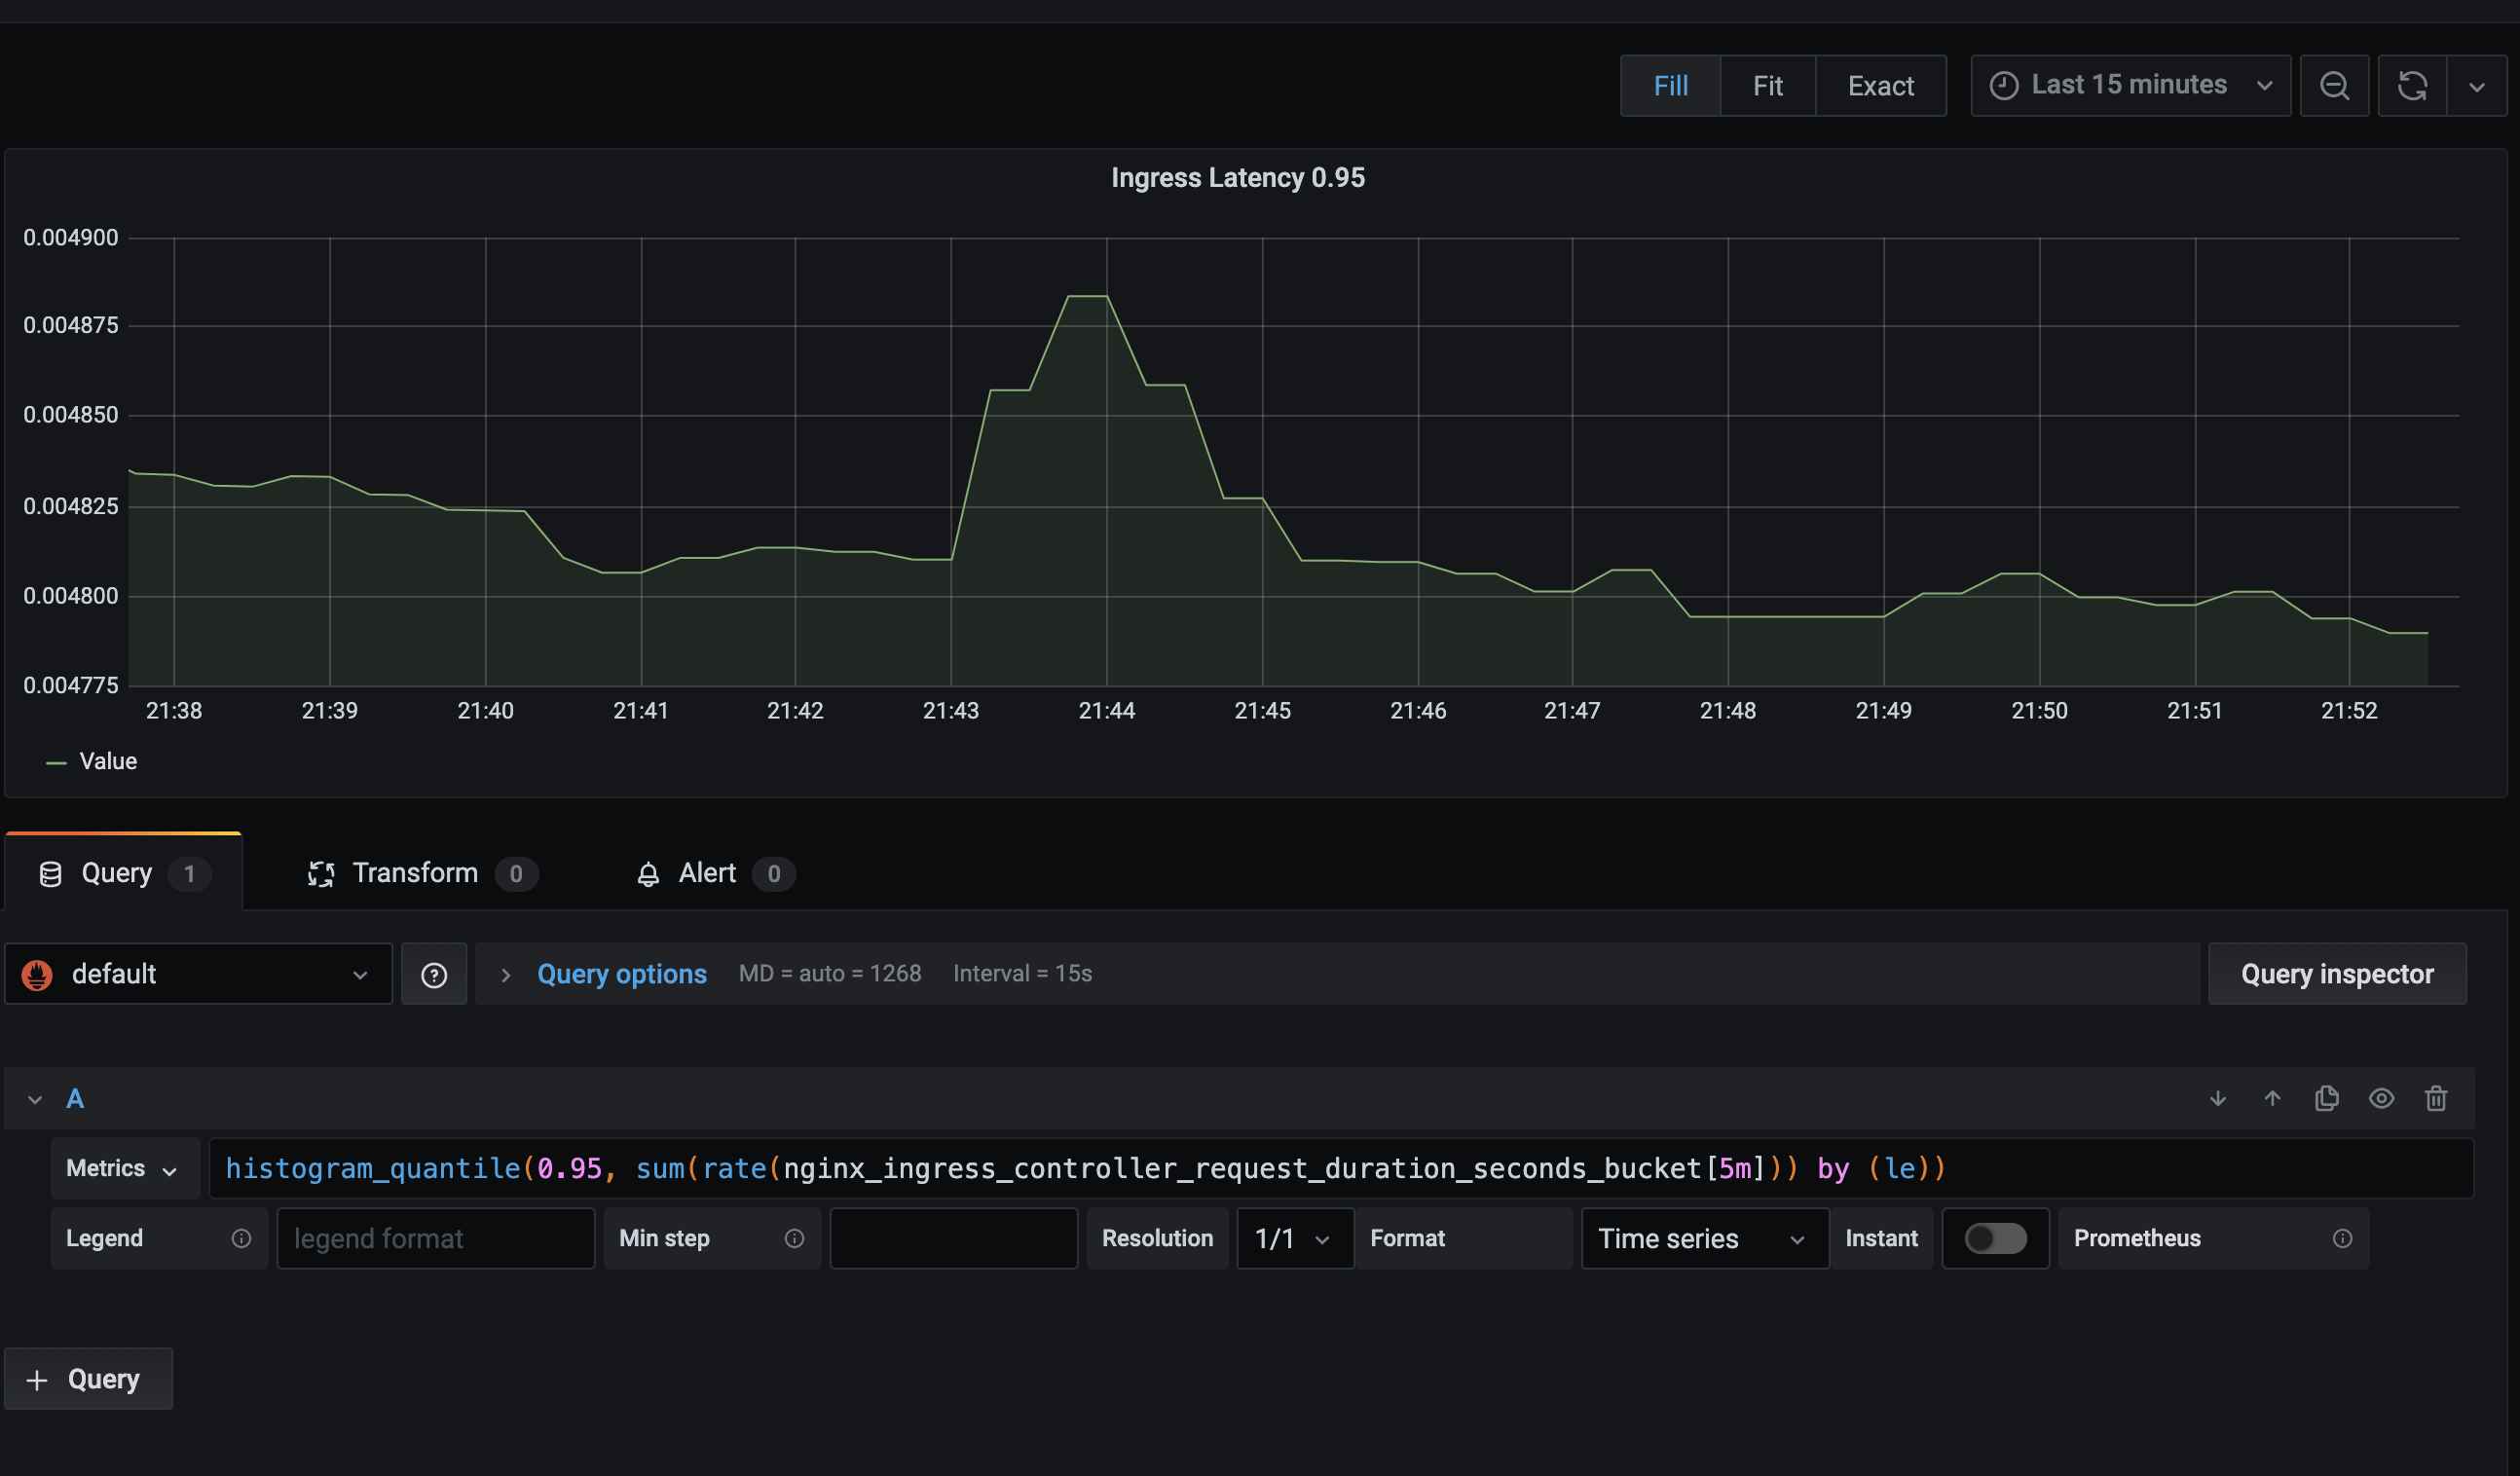 Fill Fit Exact Last 15 minutes
Ingress Latency 0.95
0.004900
0.004875
0.004850
0.004825
0.004800
0.004775
21:38 21:39 21:40 21:41 21:42 21:43 21:44 21:45 21:46 21:47 21:48 21:49 21:50 21:51 21:52
Value
Query 1 Transform 0 Alert 0
default Query options MD = auto = 1268 Interval = 15s Query inspector
A
Metrics histogram_quantile(0.95, sum(rate(nginx_ingress_controller_request_duration_seconds_bucket[5m])) by (le))
Legend legend format Min step Resolution 1/1 Format Time series Instant Prometheus
+ Query